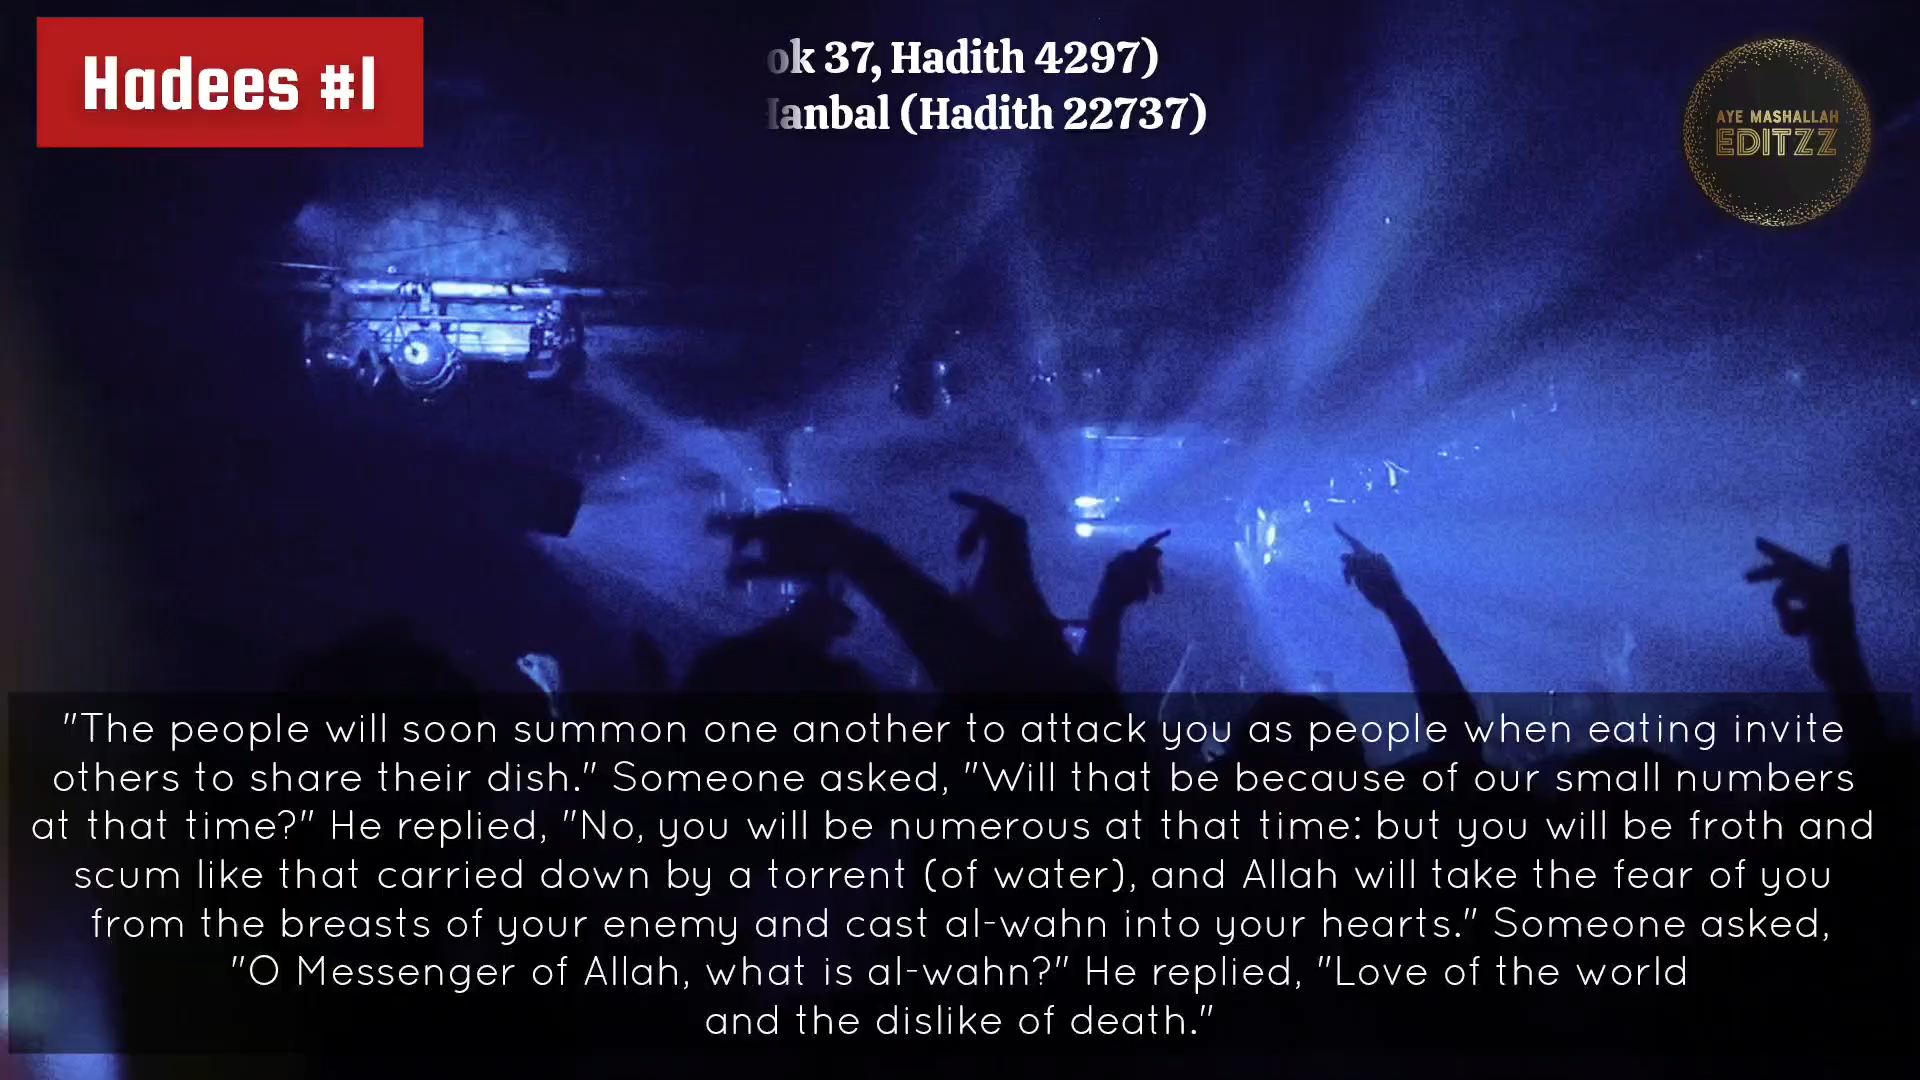 Hadees #1
37, Hadith 4297)
(Hadith 22737)
AYE MASHALLAH
EDITZZ
"The people will soon summon one another to attack you as people when eating invite
others to share their dish." Someone asked, "Will that be because of our small numbers
at that time?" He replied, "No, you will be numerous at that time: but you will be froth and
scum like that carried down by a torrent (of water), and Allah will take the fear of you
from the breasts of your enemy and cast al-wahn into your hearts." Someone asked,
"O Messenger of Allah, what is al-wahn?" He replied, "Love of the world
and the dislike of death."